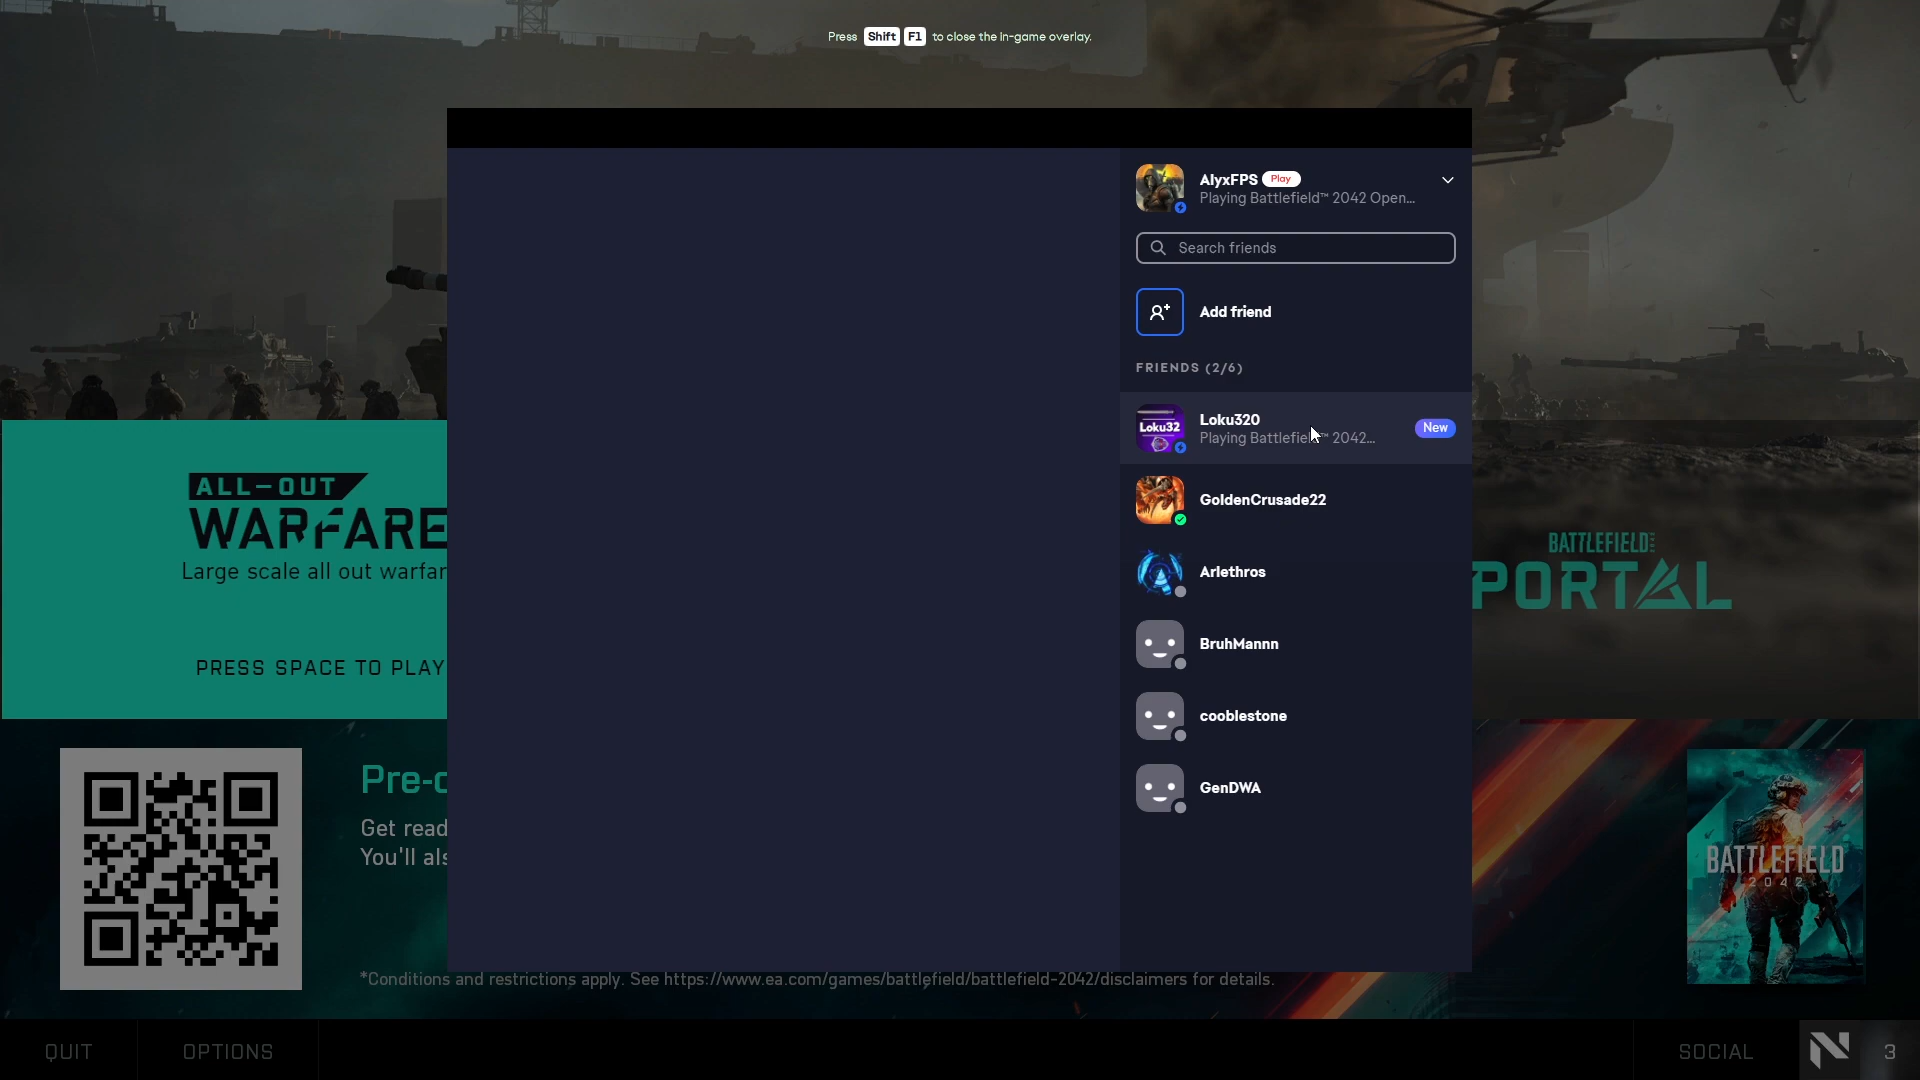 Press Shift F1 to close the in-game overlay.
AlyxFPS Play
Playing Battlefield™ 2042 Open...
Search friends
Add friend
FRIENDS (2/6)
Loku320
Playing Battlefield™ 2042...
New
Loku32
GoldenCrusade22
Arlethros
BruhMannn
cooblestone
GenDWA
ALL-OUT
WARFARE
Large scale all out warfar
PRESS SPACE TO PLAY
BATTLEFIELD
PORTAL
Pre-o
Get read
You'll als
*Conditions and restrictions apply. See https://www.ea.com/games/battlefield/battlefield-2042/disclaimers for details.
BATTLEFIELD
2042
QUIT
OPTIONS
SOCIAL
3